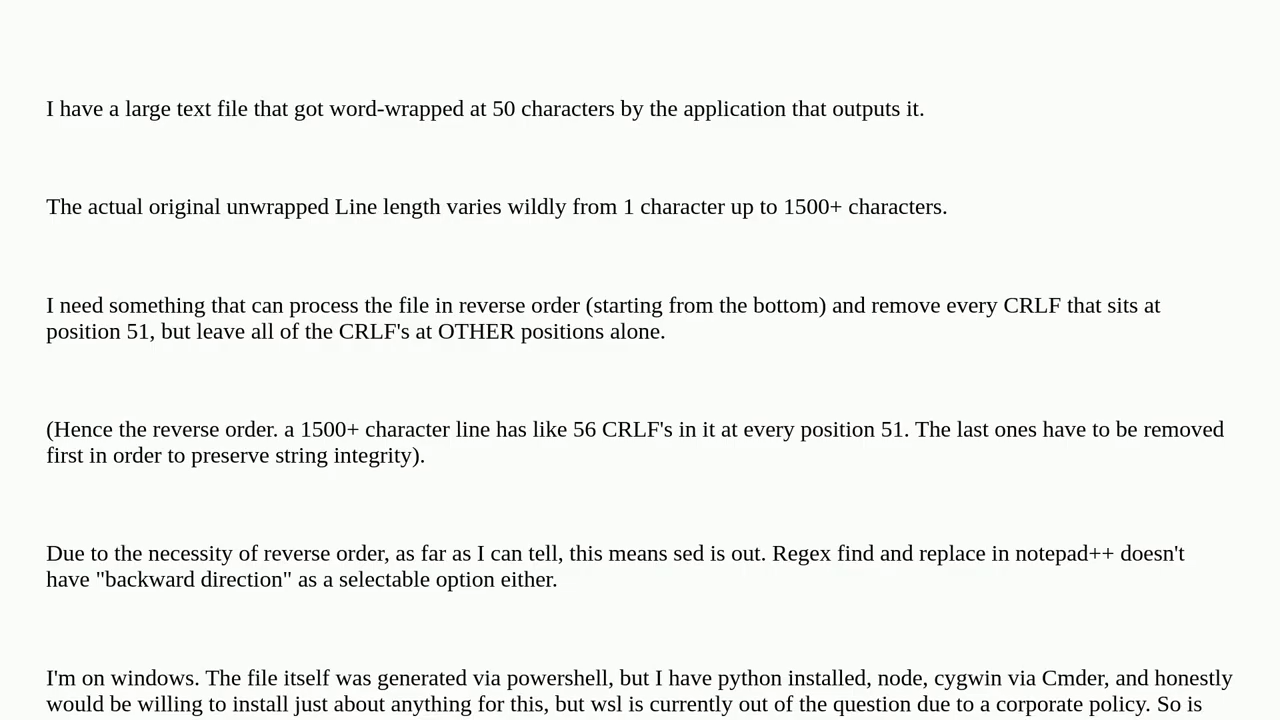 I have a large text file that got word-wrapped at 50 characters by the application that outputs it.
The actual original unwrapped Line length varies wildly from 1 character up to 1500+ characters.
I need something that can process the file in reverse order (starting from the bottom) and remove every CRLF that sits at
position 51, but leave all of the CRLF's at OTHER positions alone.
(Hence the reverse order. a 1500+ character line has like 56 CRLF's in it at every position 51. The last ones have to be removed
first in order to preserve string integrity).
Due to the necessity of reverse order, as far as I can tell, this means sed is out. Regex find and replace in notepad++ doesn't
have "backward direction" as a selectable option either.
I'm on windows. The file itself was generated via powershell, but I have python installed, node, cygwin via Cmder, and honestly
would be willing to install just about anything for this, but wsl is currently out of the question due to a corporate policy. So is